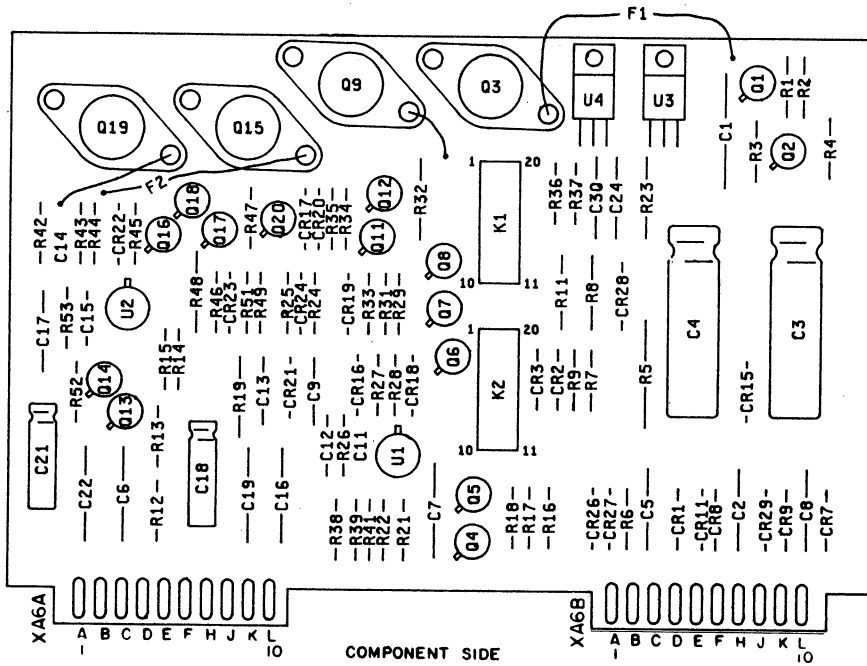 F1
Q9 Q3 U4 U3 Q1 R1 R2
Q19 Q15 C1 R3 Q2 R4
F2
1 20
R42 C14 R43 R44 CR22 R45 Q16 Q18 Q17 R47 Q20 CR17 CR20 R35 R34 Q12 Q11 R32 K1 R36 R37 C30 C24 R23
Q8
10 11
C17 R53 C15 U2 R48 R46 CR23 R51 R49 R25 CR24 R24 CR19 R33 R31 R29 Q7 R11 R8 CR28 C4 C3
1 20
R52 Q14 Q13 R15 R14 R19 C13 CR21 C9 CR16 R27 R28 CR18 Q6 K2 CR3 CR2 R9 R7 R5 CR15
10 11
C21 R13 C18 C12 R26 C11 U1
C22 C6 R12 C19 C16 R38 R39 R41 R22 R21 C7 Q5 Q4 R18 R17 R16 CR26 CR27 R6 C5 CR1 CR11 CR8 C2 CR29 CR9 C8 CR7
XA6A XA6B
A B C D E F H J K L A B C D E F H J K L
1 10 1 10
COMPONENT SIDE